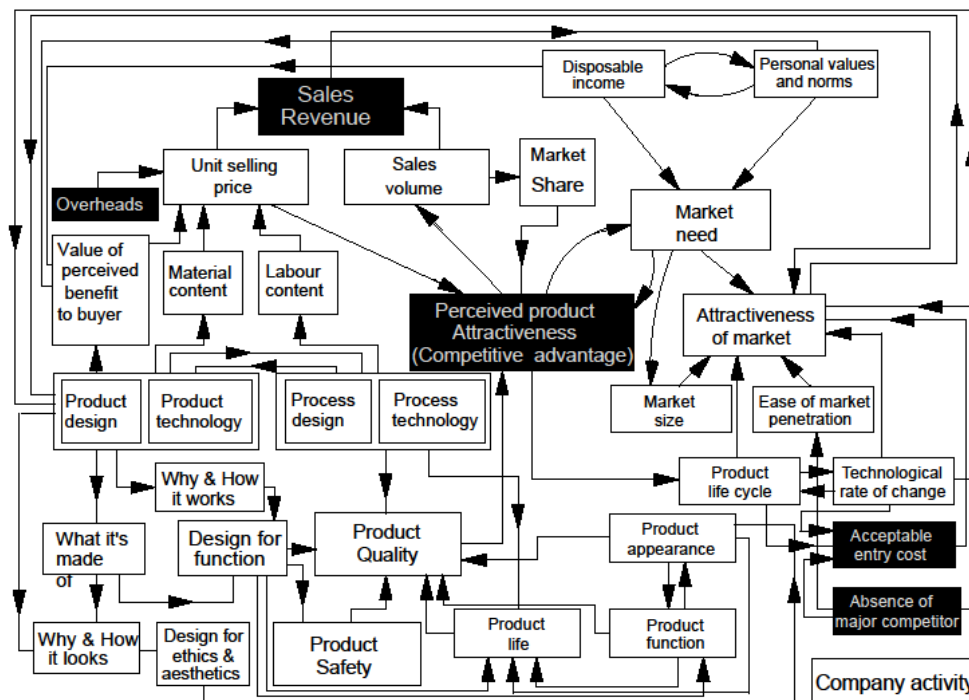 Disposable
income
Personal values
and norms
Sales
Revenue
Unit selling
price
Sales
volume
Market
Share
Overheads
Market
need
Value of
perceived
benefit
to buyer
Material
content
Labour
content
Perceived product
Attractiveness
(Competitive advantage)
Attractiveness
of market
Product
design
Product
technology
Process
design
Process
technology
Market
size
Ease of market
penetration
Why & How
it works
Product
life cycle
Technological
rate of change
What it's
made
of
Design for
function
Product
Quality
Product
appearance
Acceptable
entry cost
Absence of
major competitor
Why & How
it looks
Design for
ethics &
aesthetics
Product
Safety
Product
life
Product
function
Company activity